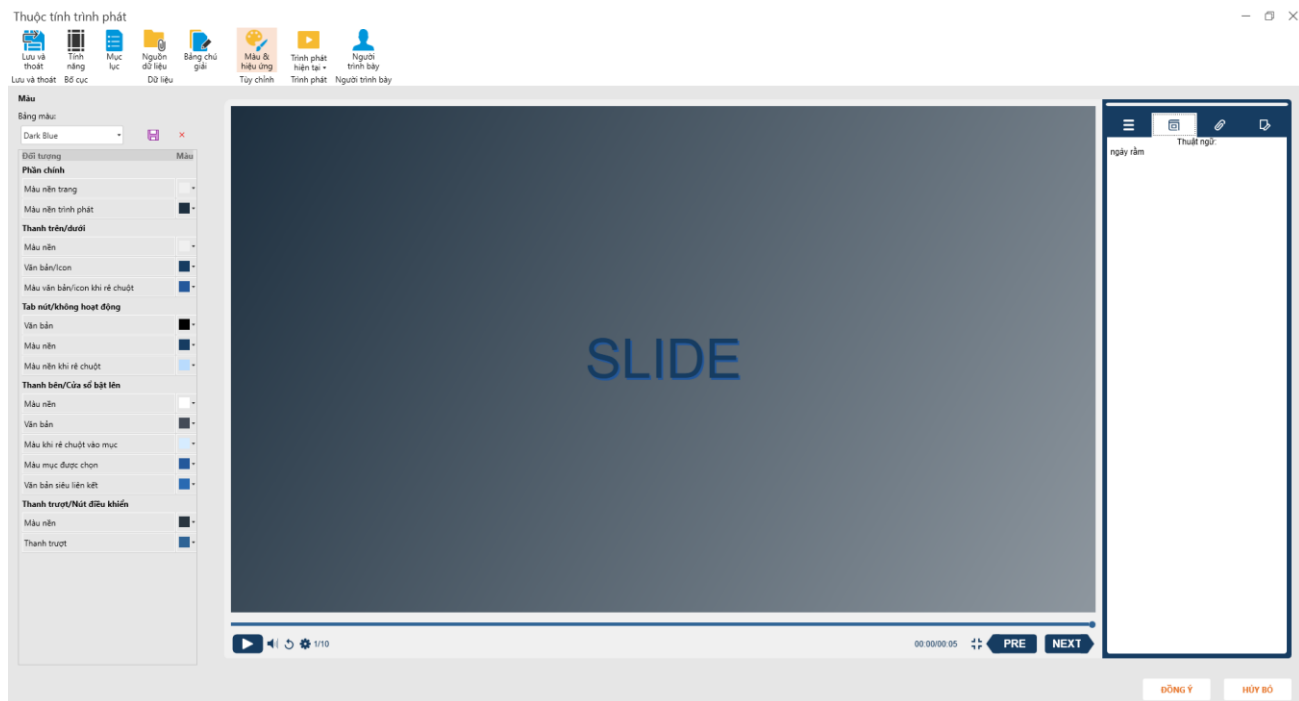 Thuộc tính trình phát
Lưu và thoát
Tính năng
Mục lục
Nguồn dữ liệu
Bảng chú giải
Màu & hiệu ứng
Trình phát hiện tại
Người trình bày
Lưu và thoát
Bố cục
Dữ liệu
Tùy chỉnh
Trình phát
Người trình bày
Màu
Bảng màu:
Dark Blue
Đối tượng Màu
Phần chính
Màu nền trang
Màu nền trình phát
Thanh trên/dưới
Màu nền
Văn bản/Icon
Màu văn bản/icon khi rê chuột
Tab nút/không hoạt động
Văn bản
Màu nền
Màu nền khi rê chuột
Thanh bên/Cửa sổ bật lên
Màu nền
Văn bản
Màu khi rê chuột vào mục
Màu mục được chọn
Văn bản siêu liên kết
Thanh trượt/Nút điều khiển
Màu nền
Thanh trượt
SLIDE
1/10
00:00/00:05
PRE
NEXT
Thuật ngữ:
ngày rằm
ĐỒNG Ý
HỦY BỎ